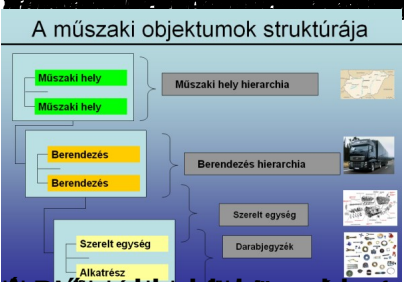 A műszaki objektumok struktúrája
Műszaki hely
Műszaki hely
Műszaki hely hierarchia
Berendezés
Berendezés
Berendezés hierarchia
Szerelt egység
Darabjegyzék
Szerelt egység
Alkatrész